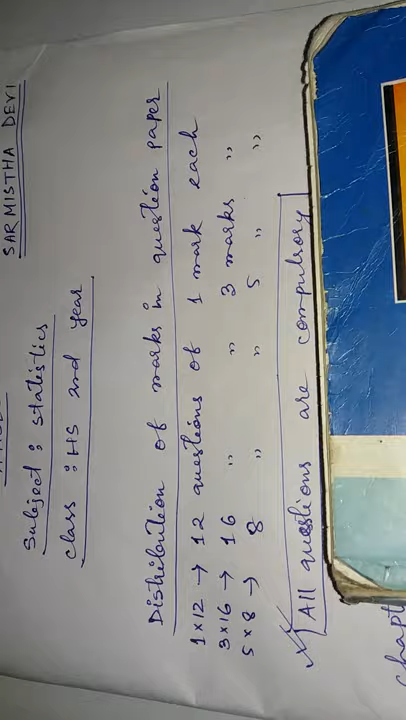 SARMISTHA DEVI
Subject : Statistics
Class : HS 2nd year
Distribution of marks in question paper
1 x 12 → 12 questions of 1 mark each
3 x 16 → 16 " " 3 marks "
5 x 8 → 8 " " 5 " "
All questions are compulsory
Chapt